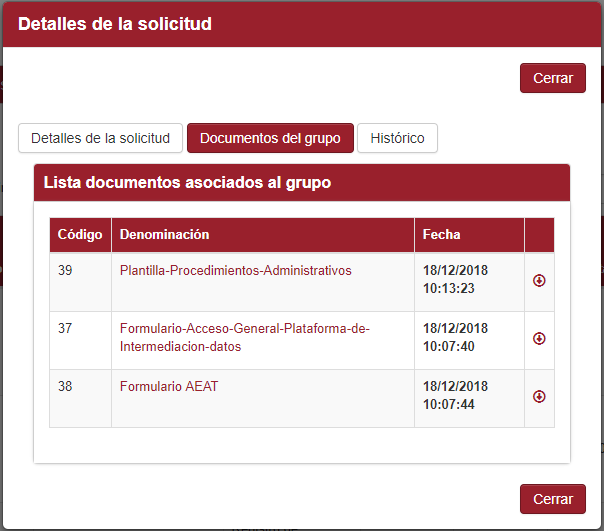 Detalles de la solicitud
Cerrar
Detalles de la solicitud Documentos del grupo Histórico
Lista documentos asociados al grupo
Código Denominación Fecha
39 Plantilla-Procedimientos-Administrativos 18/12/2018
10:13:23
37 Formulario-Acceso-General-Plataforma-de- 18/12/2018
Intermediacion-datos 10:07:40
38 Formulario AEAT 18/12/2018
10:07:44
Cerrar